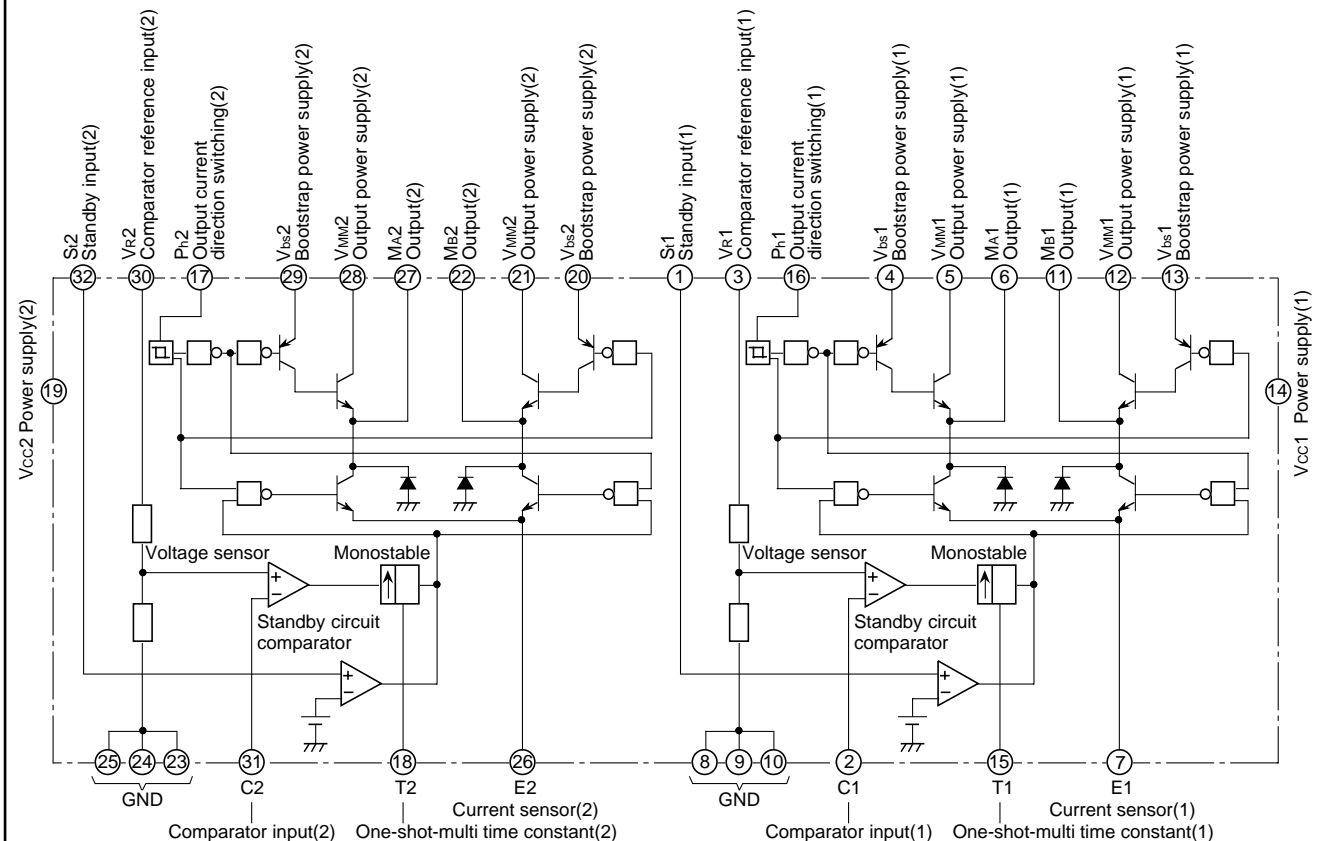 Si2
Standby input(2)
VR2
Comparator reference input(2)
Ph2
Output current
direction switching(2)
Vbs2
Bootstrap power supply(2)
VMM2
Output power supply(2)
MA2
Output(2)
MB2
Output(2)
VMM2
Output power supply(2)
Vbs2
Bootstrap power supply(2)
Si1
Standby input(1)
VR1
Comparator reference input(1)
Ph1
Output current
direction switching(1)
Vbs1
Bootstrap power supply(1)
VMM1
Output power supply(1)
MA1
Output(1)
MB1
Output(1)
VMM1
Output power supply(1)
Vbs1
Bootstrap power supply(1)
32 30 17 29 28 27 22 21 20 1 3 16 4 5 6 11 12 13
Vcc2 Power supply(2)
19
14
Vcc1 Power supply(1)
Voltage sensor
Monostable
Voltage sensor
Monostable
+
−
+
−
Standby circuit
comparator
Standby circuit
comparator
+
−
+
−
25 24 23 31 18 26 8 9 10 2 15 7
GND C2 T2 E2 GND C1 T1 E1
Current sensor(2)
Current sensor(1)
Comparator input(2) One-shot-multi time constant(2)
Comparator input(1) One-shot-multi time constant(1)